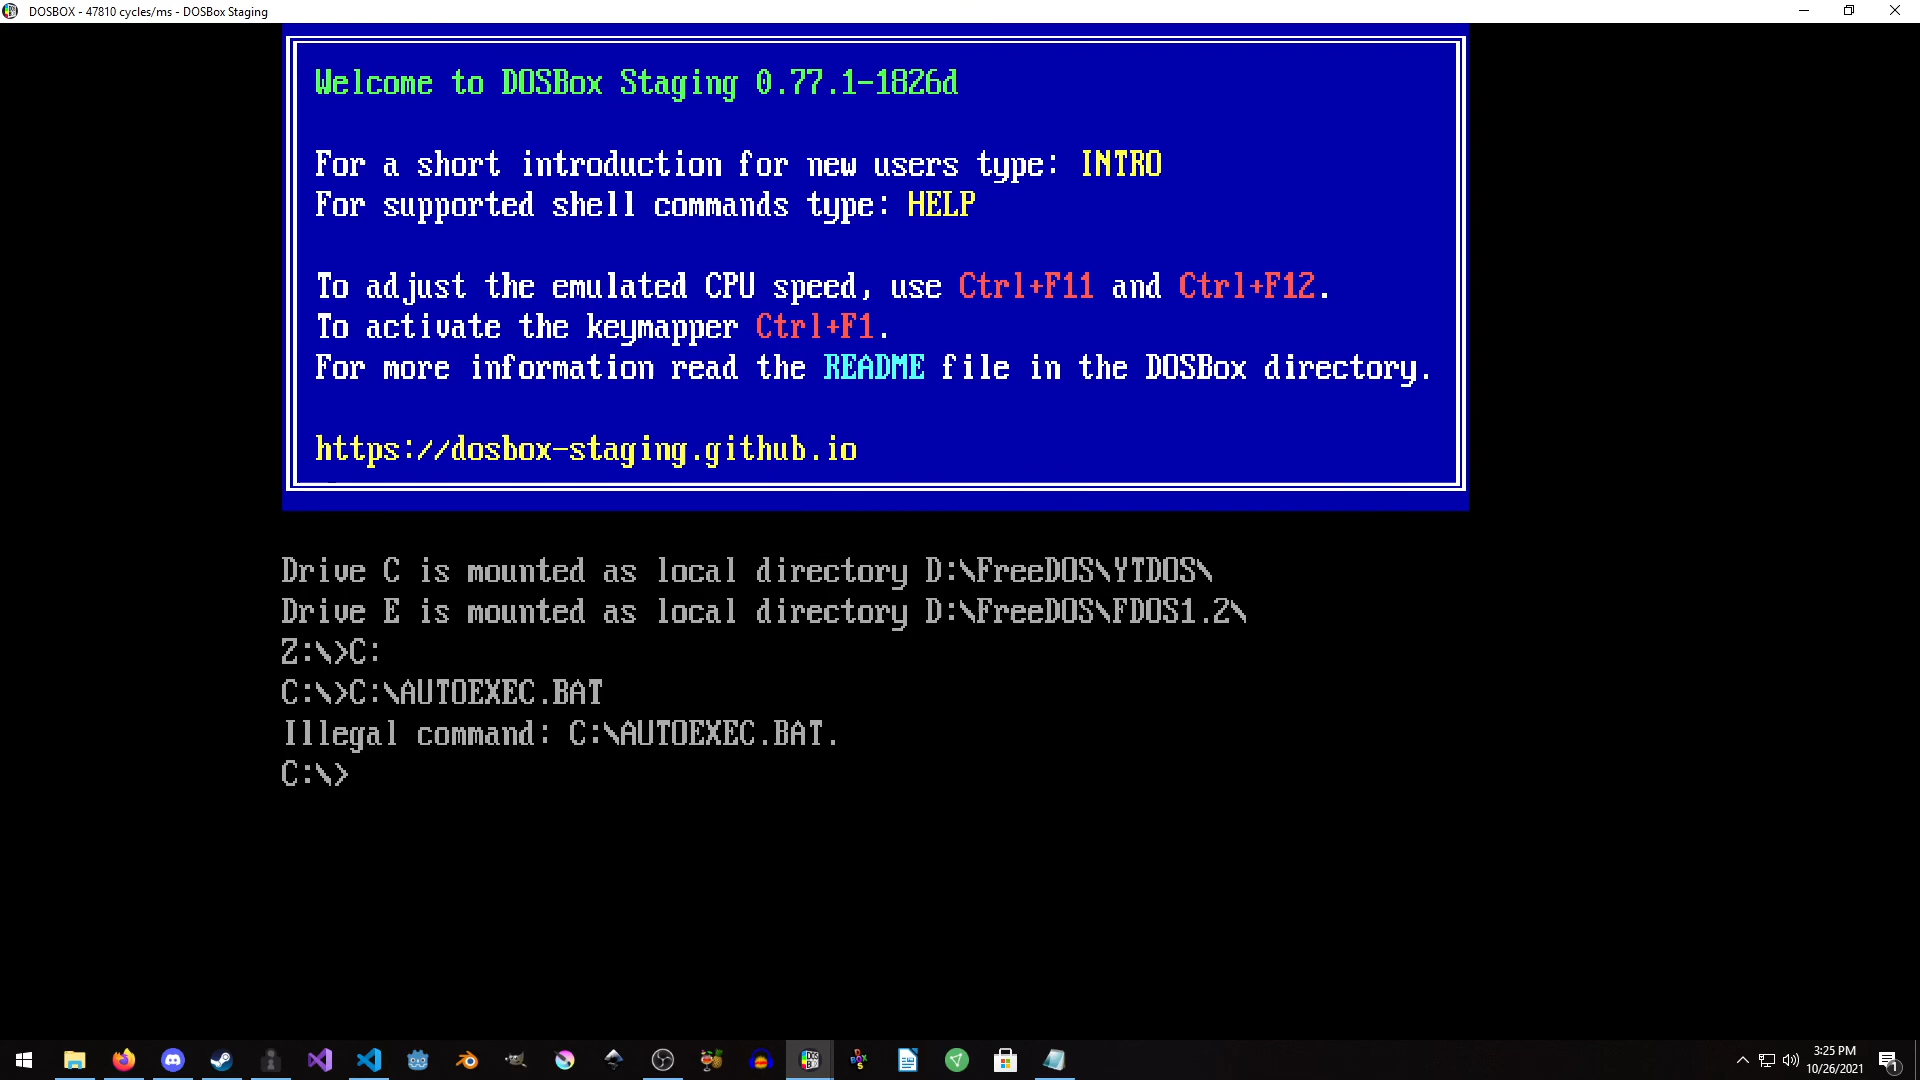 DOSBOX - 47810 cycles/ms - DOSBox Staging
Welcome to DOSBox Staging 0.77.1-1826d
For a short introduction for new users type: INTRO
For supported shell commands type: HELP
To adjust the emulated CPU speed, use Ctrl+F11 and Ctrl+F12.
To activate the keymapper Ctrl+F1.
For more information read the README file in the DOSBox directory.
https://dosbox-staging.github.io
Drive C is mounted as local directory D:\FreeDOS\YTDOS\
Drive E is mounted as local directory D:\FreeDOS\FDOS1.2\
Z:\>C:
C:\>C:\AUTOEXEC.BAT
Illegal command: C:\AUTOEXEC.BAT.
C:\>
3:25 PM
10/26/2021
1